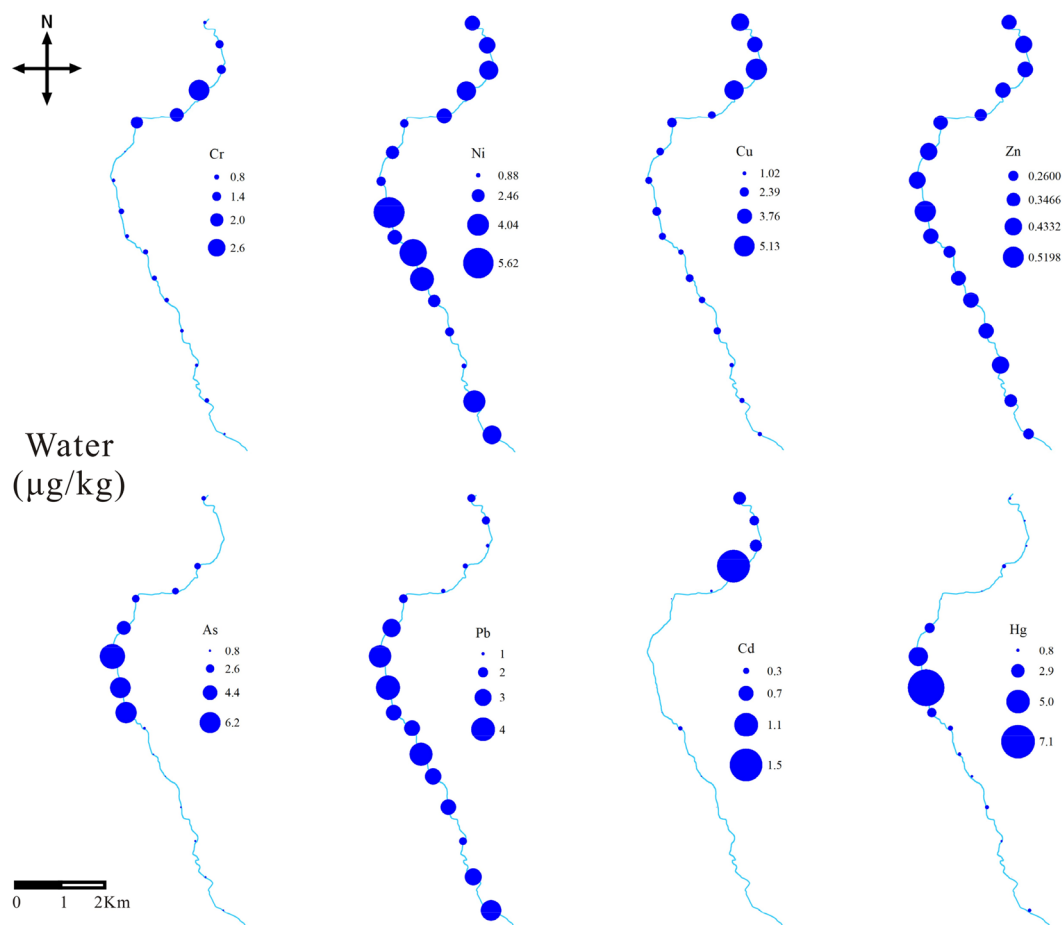 N
Cr
0.8
1.4
2.0
2.6
Ni
0.88
2.46
4.04
5.62
Cu
1.02
2.39
3.76
5.13
Zn
0.2600
0.3466
0.4332
0.5198
Water
(μg/kg)
As
0.8
2.6
4.4
6.2
Pb
1
2
3
4
Cd
0.3
0.7
1.1
1.5
Hg
0.8
2.9
5.0
7.1
0 1 2Km